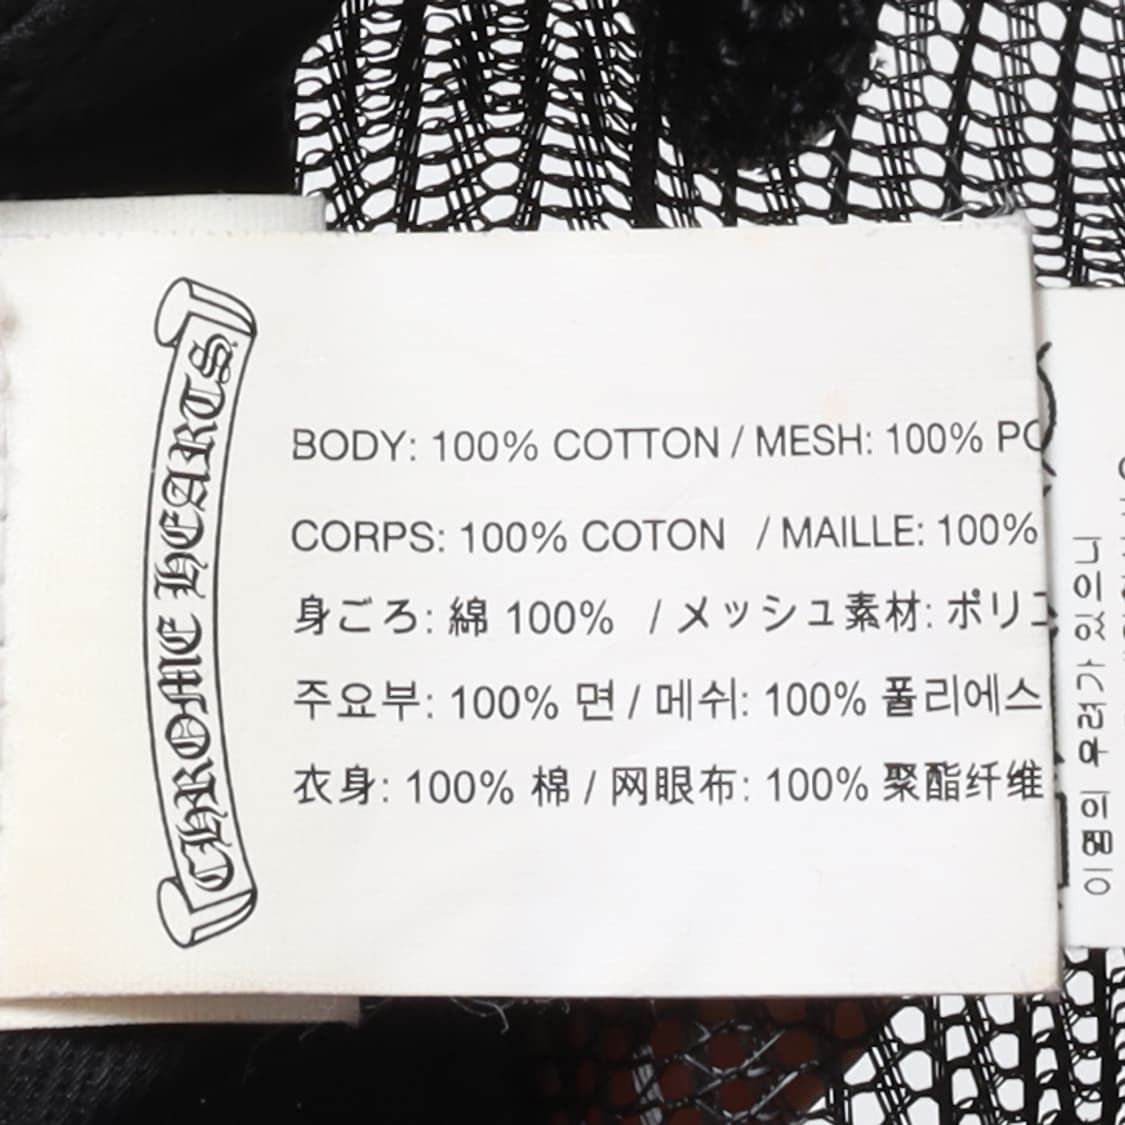 CHROME HEARTS
BODY: 100% COTTON / MESH: 100%
CORPS: 100% COTON / MAILLE: 100%
身ごろ: 綿 100% / メッシュ素材: ポリエ
주요부: 100% 면 / 메쉬: 100% 폴리에스
衣身: 100% 棉 / 网眼布: 100% 聚酯纤维